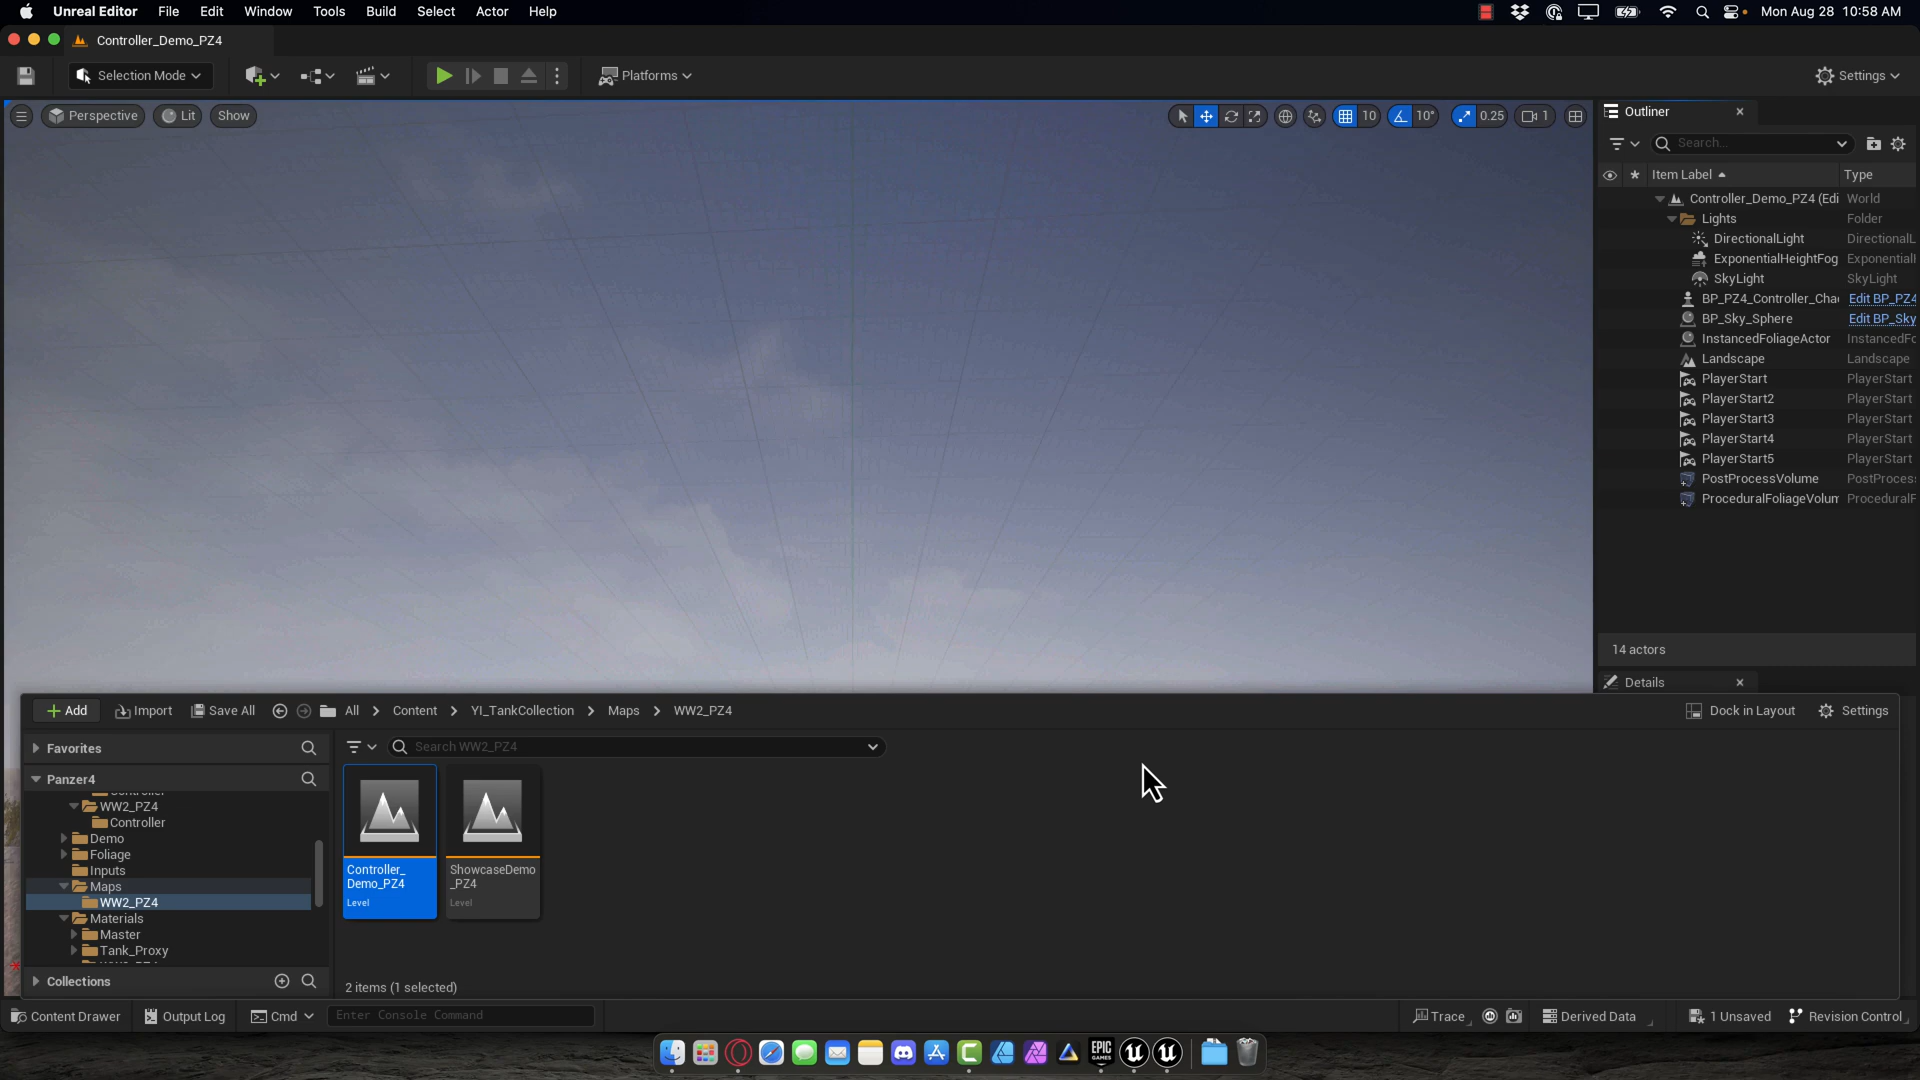 Unreal Editor File Edit Window Tools Build Select Actor Help Mon Aug 28 10:58 AM
Controller_Demo_PZ4
Selection Mode Platforms Settings
Perspective Lit Show 10 10° 0.25 1 Outliner
Search...
Item Label Type
Controller_Demo_PZ4 (Edi World
Lights Folder
DirectionalLight DirectionalL
ExponentialHeightFog Exponential
SkyLight SkyLight
BP_PZ4_Controller_Cha Edit BP_PZ4
BP_Sky_Sphere Edit BP_Sky
InstancedFoliageActor InstancedFo
Landscape Landscape
PlayerStart PlayerStart
PlayerStart2 PlayerStart
PlayerStart3 PlayerStart
PlayerStart4 PlayerStart
PlayerStart5 PlayerStart
PostProcessVolume PostProces
ProceduralFoliageVolum ProceduralF
14 actors
Details
Add Import Save All All Content YI_TankCollection Maps WW2_PZ4 Dock in Layout Settings
Favorites Search WW2_PZ4
Panzer4
WW2_PZ4
Controller
Demo
Foliage
Inputs
Maps
WW2_PZ4
Materials
Master
Tank_Proxy
Controller_
Demo_PZ4
Level
ShowcaseDemo
_PZ4
Level
Collections 2 items (1 selected)
Content Drawer Output Log Cmd Enter Console Command Trace Derived Data 1 Unsaved Revision Control
EPIC
GAMES